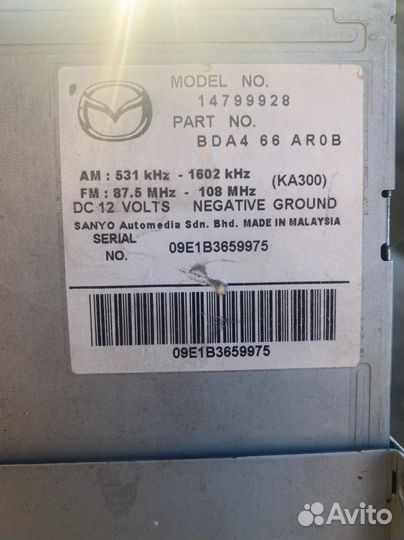 MODEL NO.
14799928
PART NO.
BDA4 66 AR0B
AM : 531 kHz - 1602 kHz
FM : 87.5 MHz - 108 MHz (KA300)
DC 12 VOLTS NEGATIVE GROUND
SANYO Automedia Sdn. Bhd. MADE IN MALAYSIA
SERIAL NO. 09E1B3659975
09E1B3659975
Avito